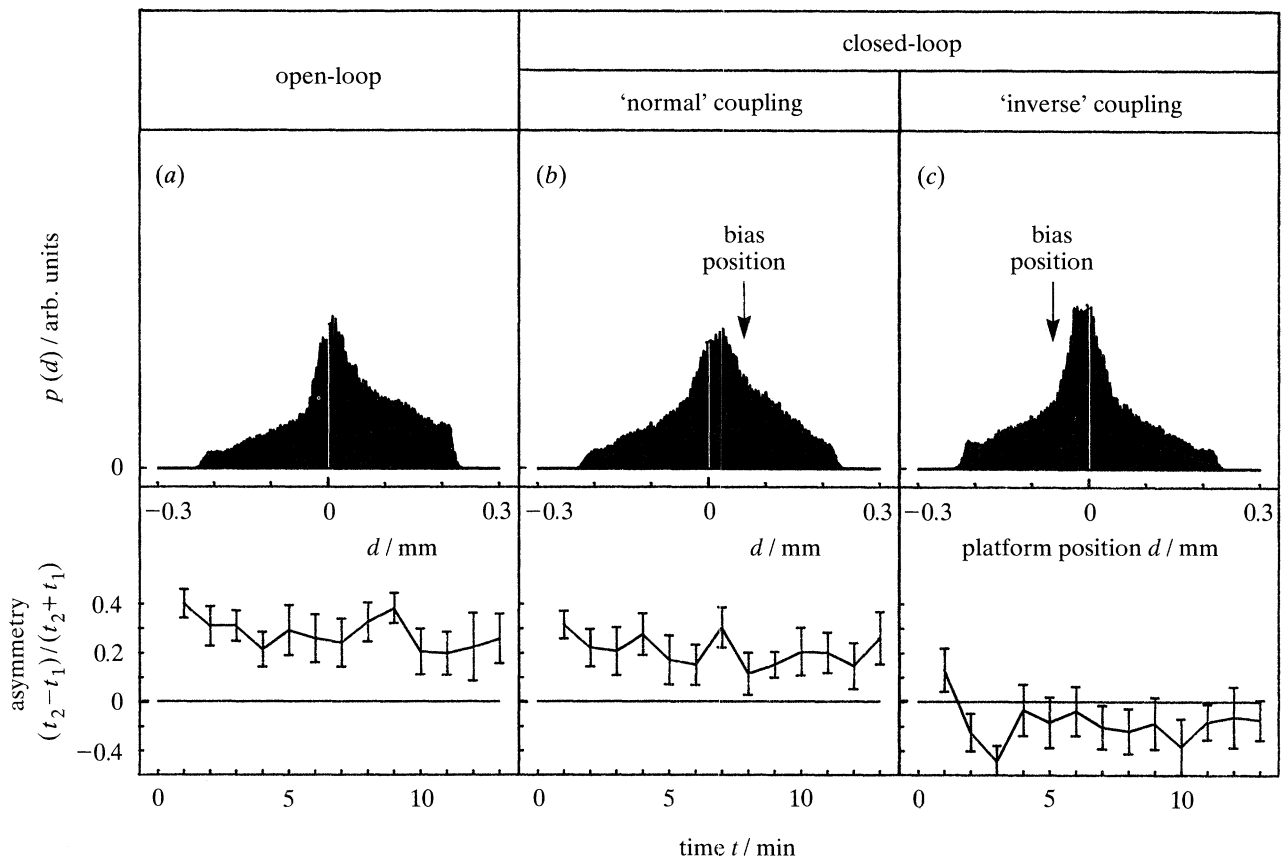 open-loop
closed-loop
'normal' coupling
'inverse' coupling
(a)
(b)
(c)
bias
position
bias
position
p (d) / arb. units
0
−0.3 0 0.3
−0.3 0 0.3
−0.3 0 0.3
d / mm
d / mm
platform position d / mm
asymmetry
(t2 − t1) / (t2 + t1)
0.4
0.2
0
−0.4
0 5 10
0 5 10
0 5 10
time t / min